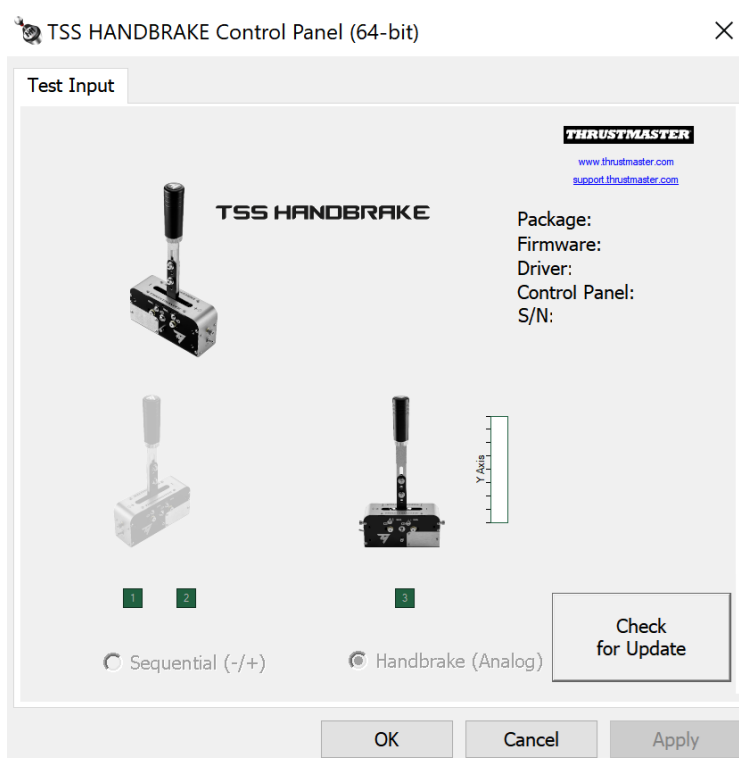 TSS HANDBRAKE Control Panel (64-bit)
Test Input
THRUSTMASTER
www.thrustmaster.com
support.thrustmaster.com
TSS HANDBRAKE
Package:
Firmware:
Driver:
Control Panel:
S/N:
Y Axis
1 2 3
Sequential (-/+) Handbrake (Analog)
Check
for Update
OK Cancel Apply